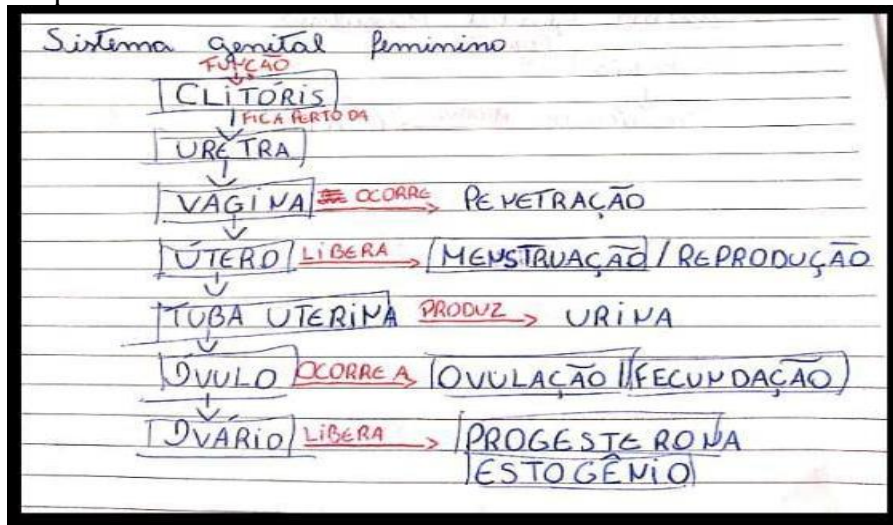 Sistema genital feminino
FUNÇÃO
CLITÓRIS
FICA PERTO DA
URETRA
VAGINA OCORRE PENETRAÇÃO
ÚTERO LIBERA MENSTRUAÇÃO / REPRODUÇÃO
TUBA UTERINA PRODUZ URINA
ÓVULO OCORRE A OVULAÇÃO / FECUNDAÇÃO
OVÁRIO LIBERA PROGESTERONA
ESTOGÊNIO